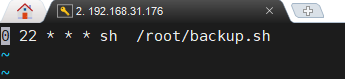 2. 192.168.31.176
0 22 * * * sh  /root/backup.sh
~
~